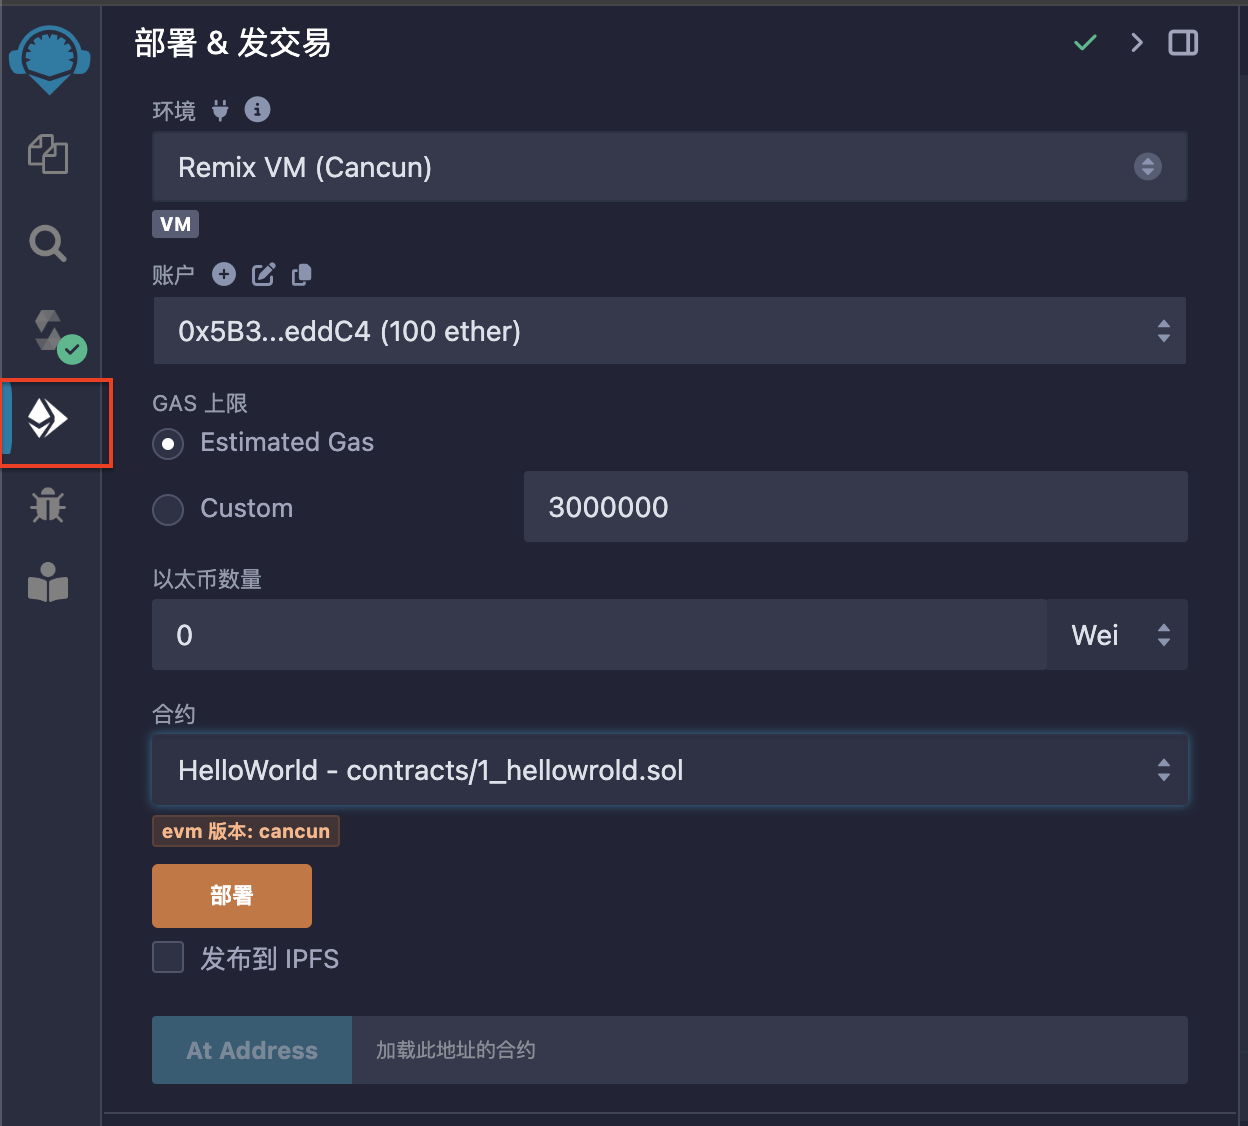 部署 & 发交易
环境
Remix VM (Cancun)
VM
账户
0x5B3...eddC4 (100 ether)
GAS 上限
Estimated Gas
Custom
3000000
以太币数量
0
Wei
合约
HelloWorld - contracts/1_hellowrold.sol
evm 版本: cancun
部署
发布到 IPFS
At Address
加载此地址的合约